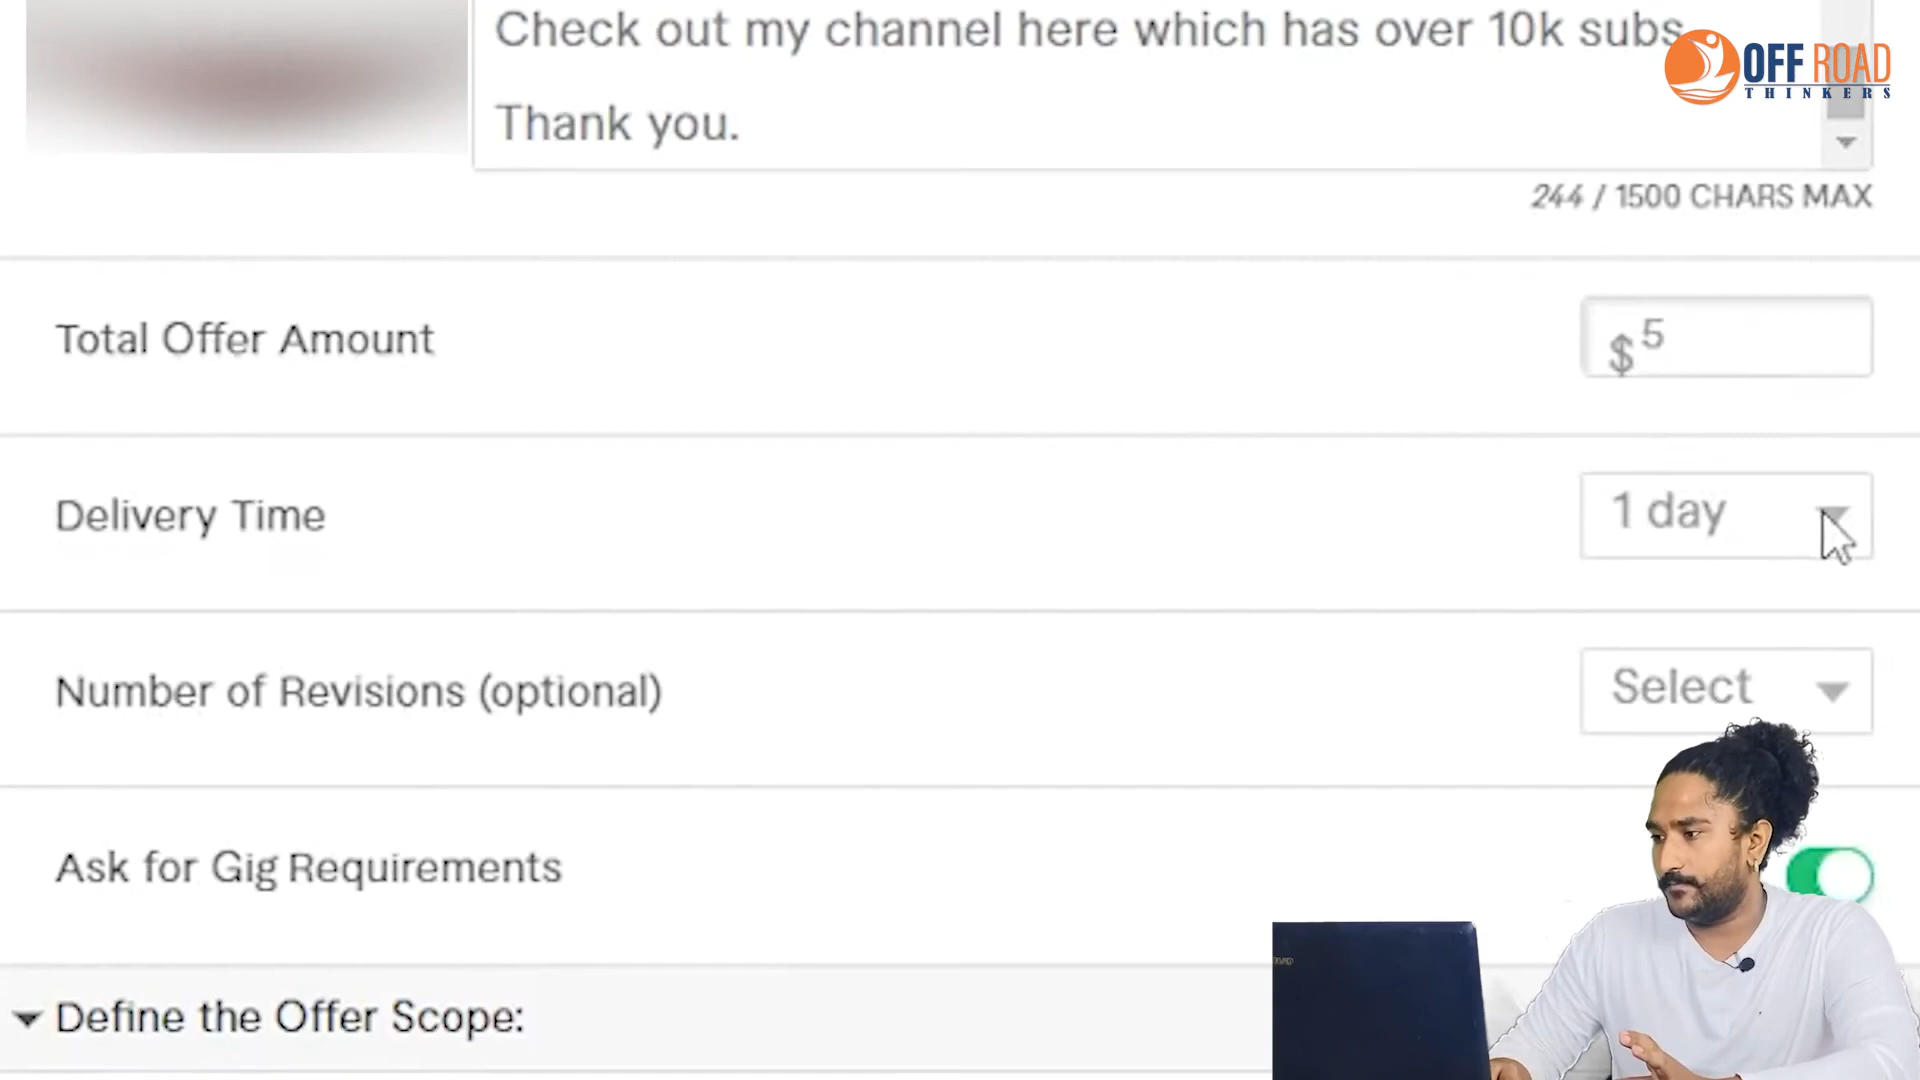 Check out my channel here which has over 10k subs
OFF ROAD
THINKERS
Thank you.
244 / 1500 CHARS MAX
Total Offer Amount
$ 5
Delivery Time
1 day
Number of Revisions (optional)
Select
Ask for Gig Requirements
Define the Offer Scope: